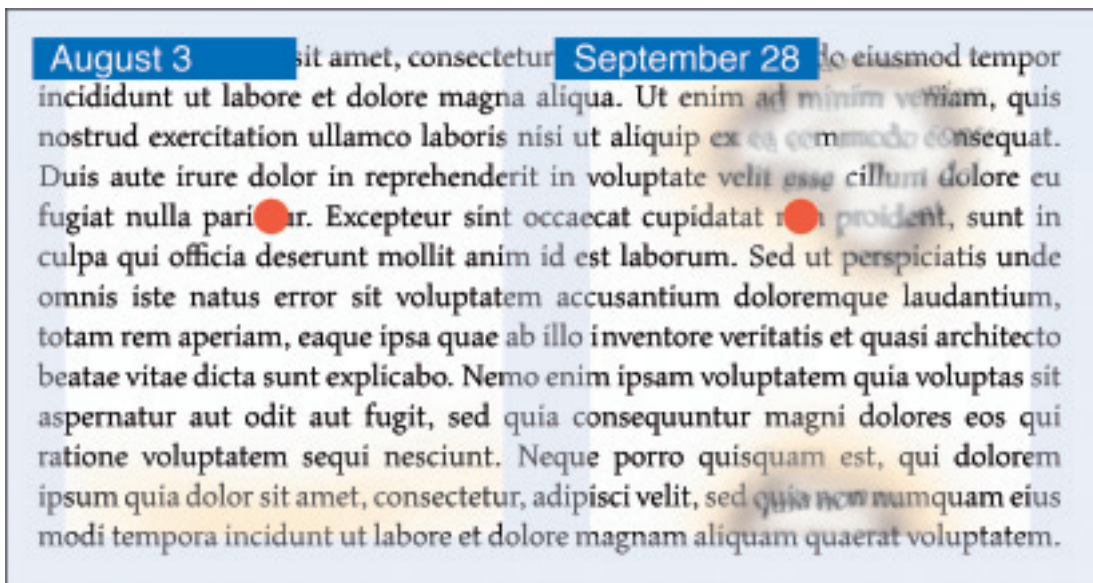 August 3 sit amet, consectetur September 28 do eiusmod tempor
incididunt ut labore et dolore magna aliqua. Ut enim ad minim veniam, quis
nostrud exercitation ullamco laboris nisi ut aliquip ex ea commodo consequat.
Duis aute irure dolor in reprehenderit in voluptate velit esse cillum dolore eu
fugiat nulla pariatur. Excepteur sint occaecat cupidatat non proident, sunt in
culpa qui officia deserunt mollit anim id est laborum. Sed ut perspiciatis unde
omnis iste natus error sit voluptatem accusantium doloremque laudantium,
totam rem aperiam, eaque ipsa quae ab illo inventore veritatis et quasi architecto
beatae vitae dicta sunt explicabo. Nemo enim ipsam voluptatem quia voluptas sit
aspernatur aut odit aut fugit, sed quia consequuntur magni dolores eos qui
ratione voluptatem sequi nesciunt. Neque porro quisquam est, qui dolorem
ipsum quia dolor sit amet, consectetur, adipisci velit, sed quia non numquam eius
modi tempora incidunt ut labore et dolore magnam aliquam quaerat voluptatem.